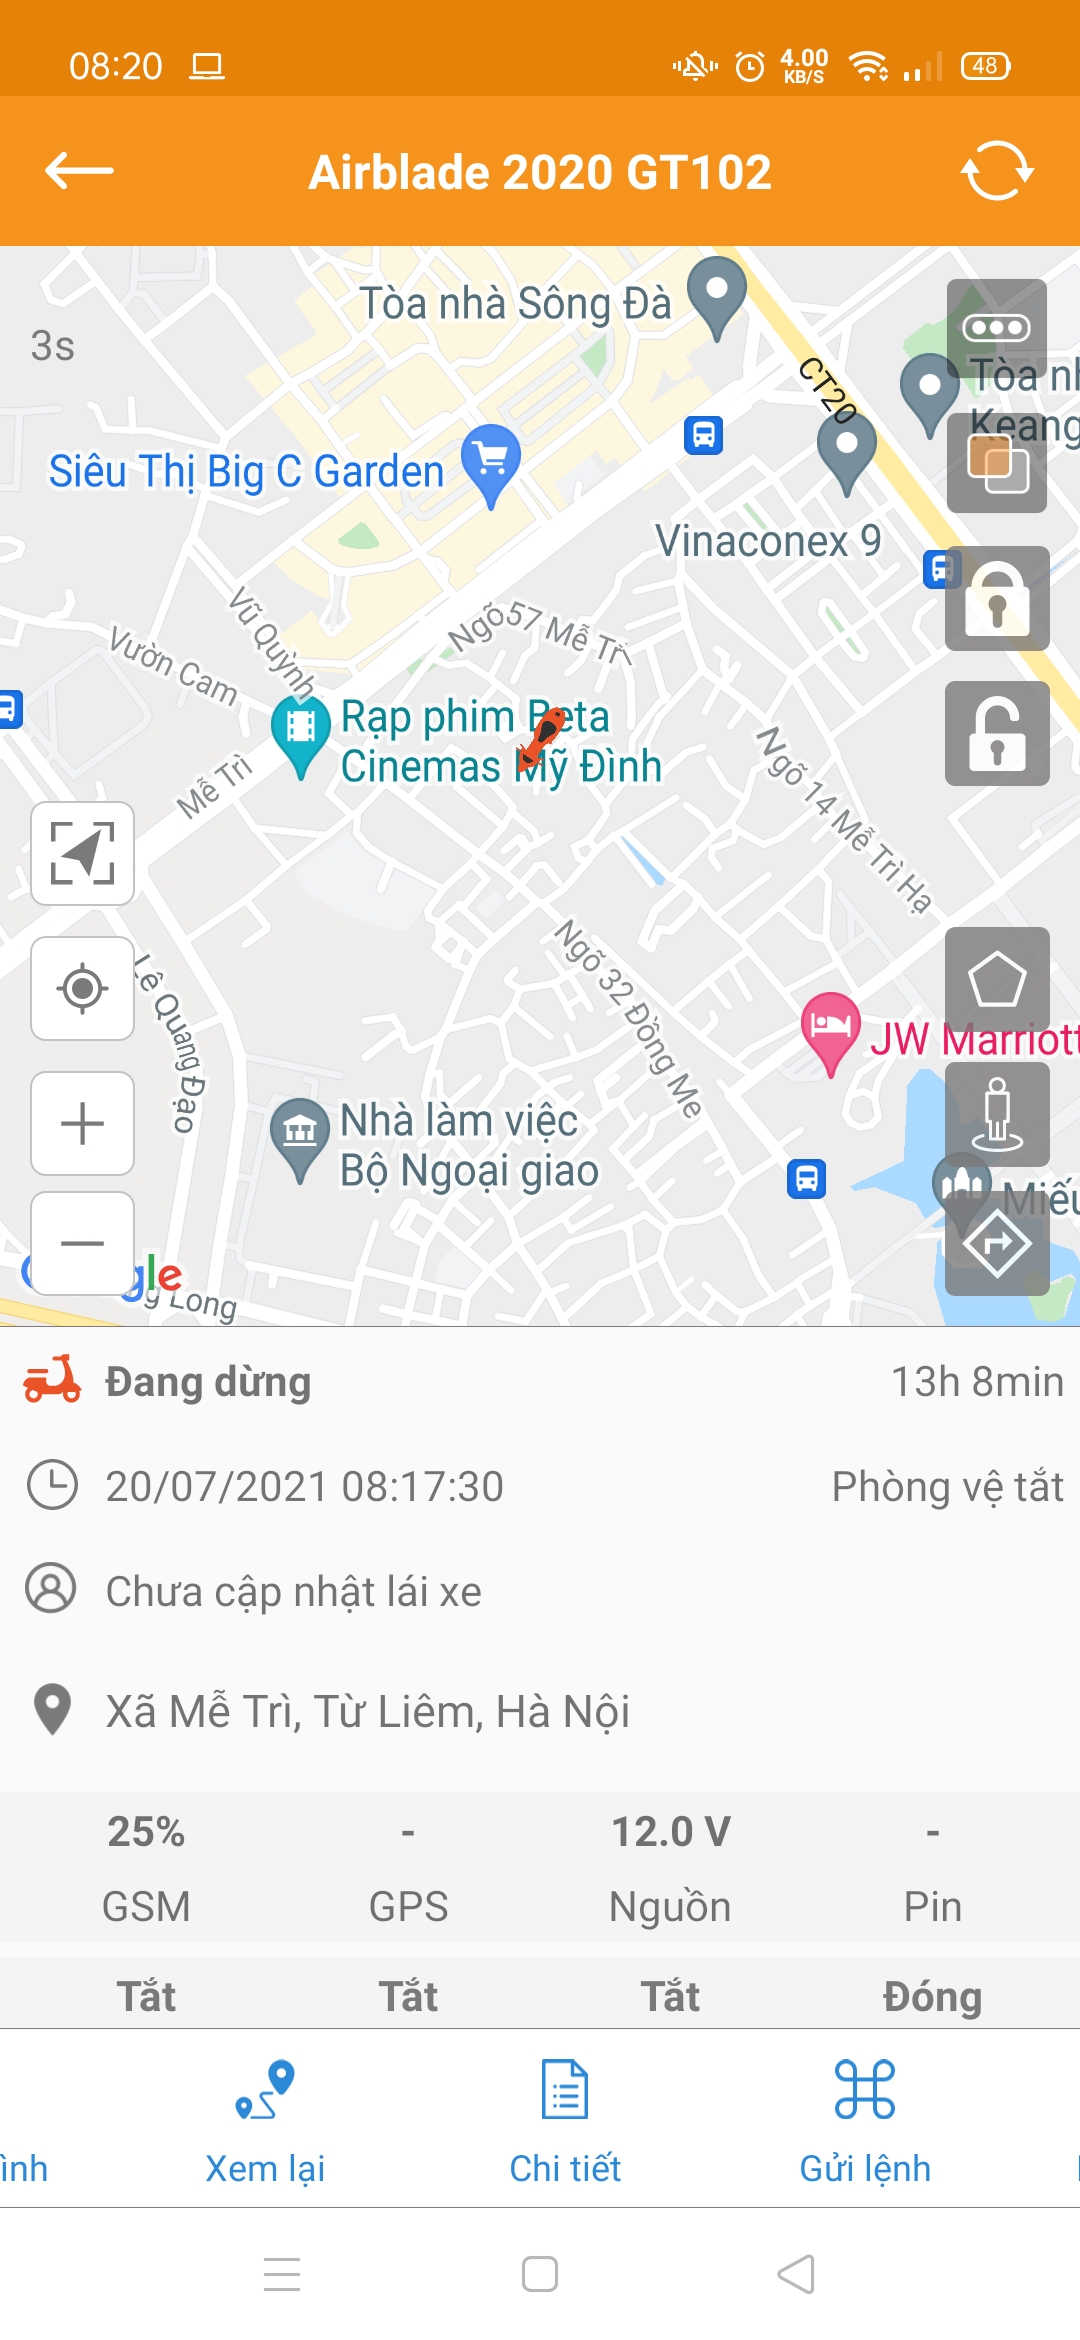 08:20
4.00
KB/S
48
Airblade 2020 GT102
3s
Tòa nhà Sông Đà
CT20
Tòa nh
Keang
Siêu Thị Big C Garden
Vinaconex 9
Vũ Quỳnh
Ngõ 57 Mễ Trì
Vườn Cam
Rạp phim Beta
Cinemas Mỹ Đình
Mễ Trì
Ngõ 14 Mễ Trì Hạ
Lê Quang Đạo
Ngõ 32 Đồng Me
JW Marriott
Nhà làm việc
Bộ Ngoại giao
Miếu
gle
g Long
Đang dừng
13h 8min
20/07/2021 08:17:30
Phòng vệ tắt
Chưa cập nhật lái xe
Xã Mễ Trì, Từ Liêm, Hà Nội
25% - 12.0 V -
GSM GPS Nguồn Pin
Tắt Tắt Tắt Đóng
ình Xem lại Chi tiết Gửi lệnh